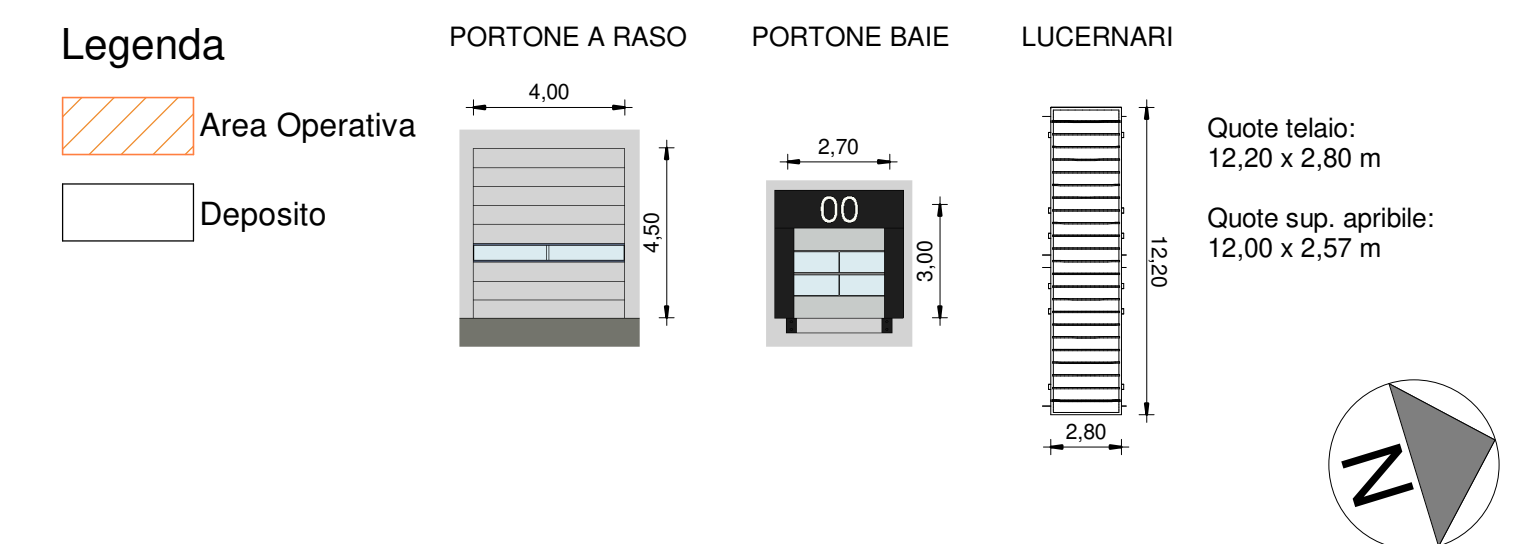 Legenda
Area Operativa
Deposito
PORTONE A RASO
4,00
4,50
PORTONE BAIE
2,70
00
3,00
LUCERNARI
12,20
2,80
Quote telaio:
12,20 x 2,80 m
Quote sup. apribile:
12,00 x 2,57 m
N